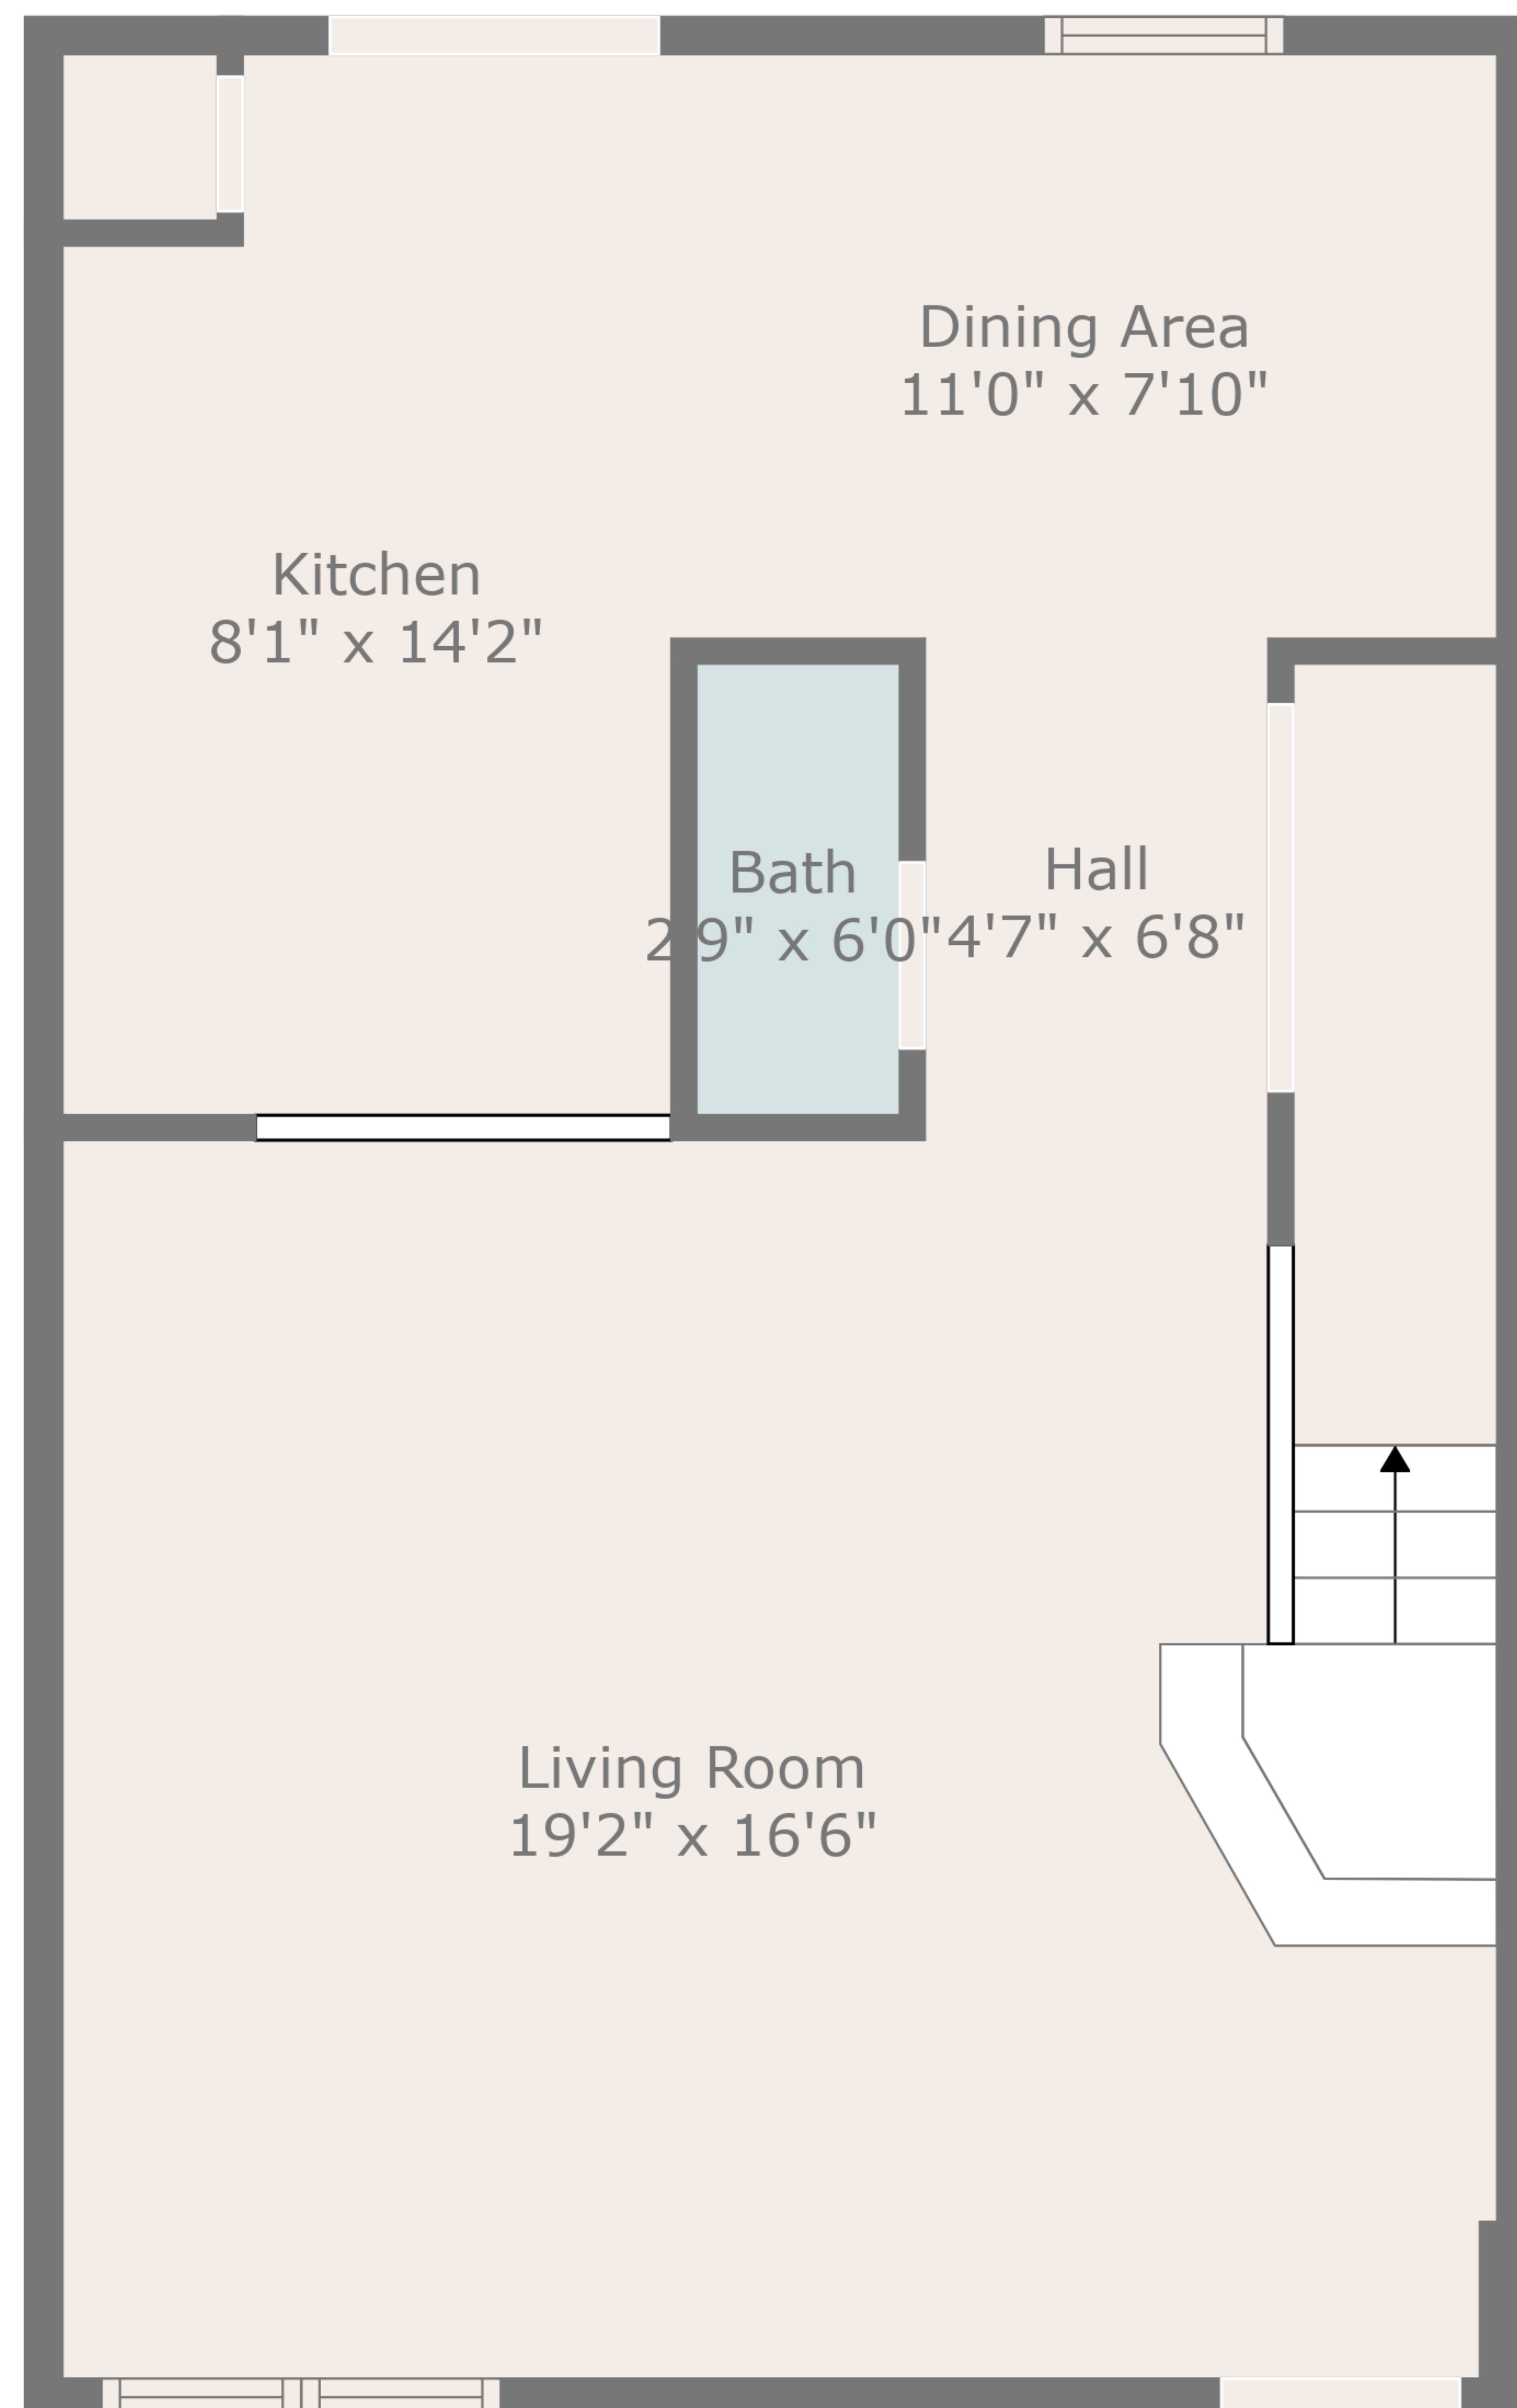 Dining Area
11'0" x 7'10"
Kitchen
8'1" x 14'2"
Bath
2'9" x 6'0"
Hall
4'7" x 6'8"
Living Room
19'2" x 16'6"